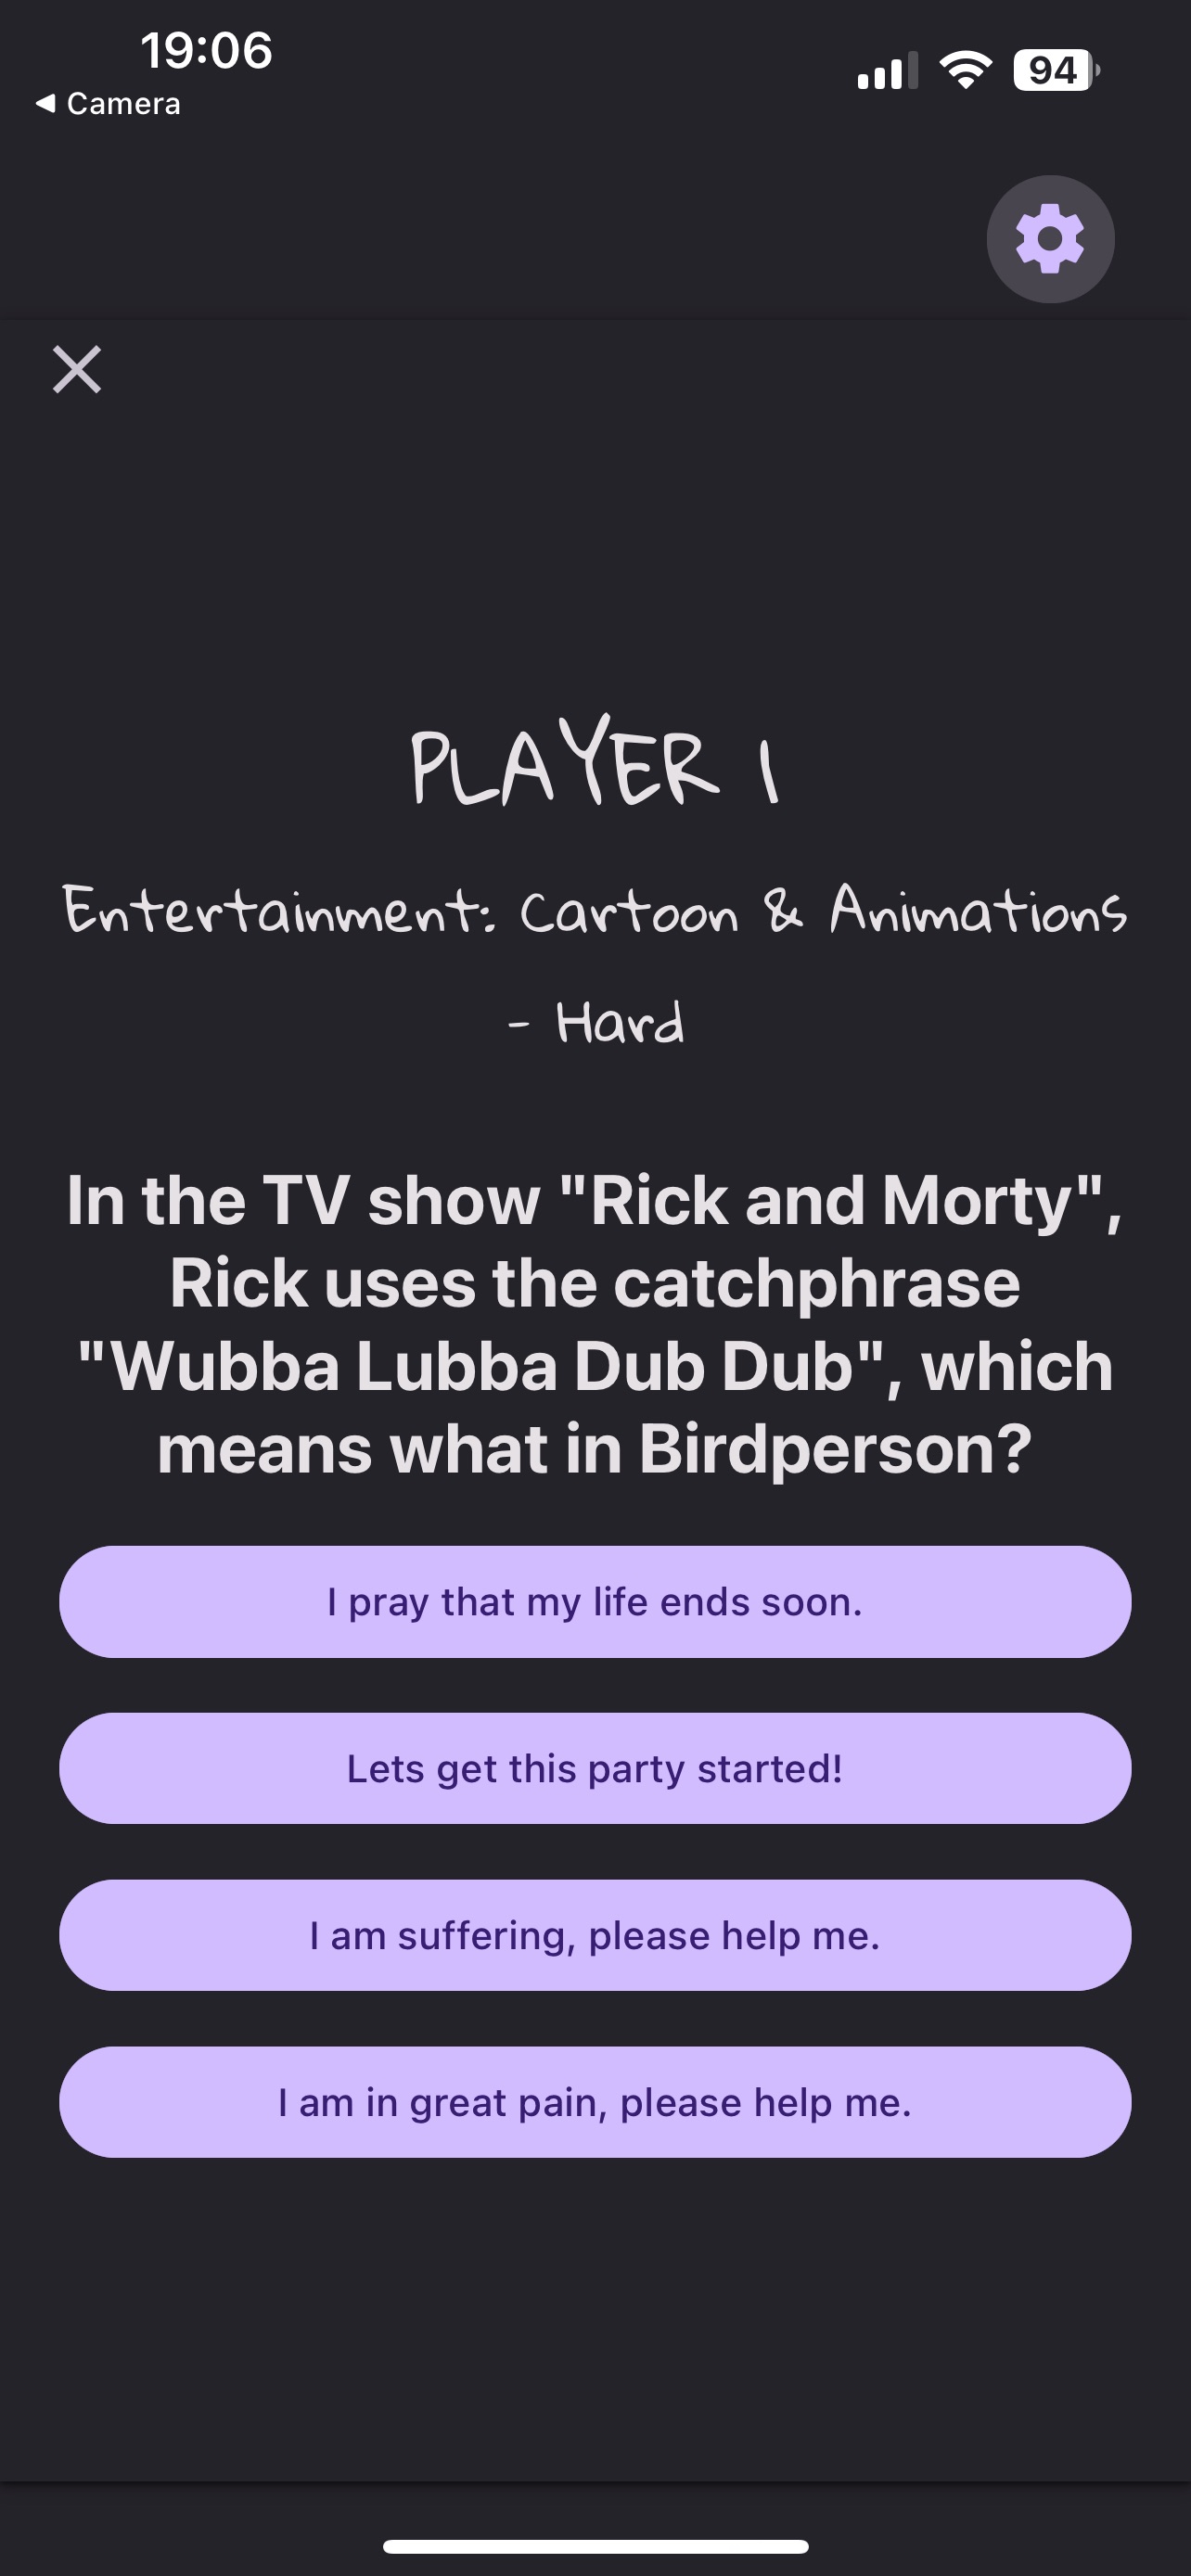 19:06
94
Camera
PLAYER 1
Entertainment: Cartoon & Animations
- Hard
In the TV show "Rick and Morty",
Rick uses the catchphrase
"Wubba Lubba Dub Dub", which
means what in Birdperson?
I pray that my life ends soon.
Lets get this party started!
I am suffering, please help me.
I am in great pain, please help me.